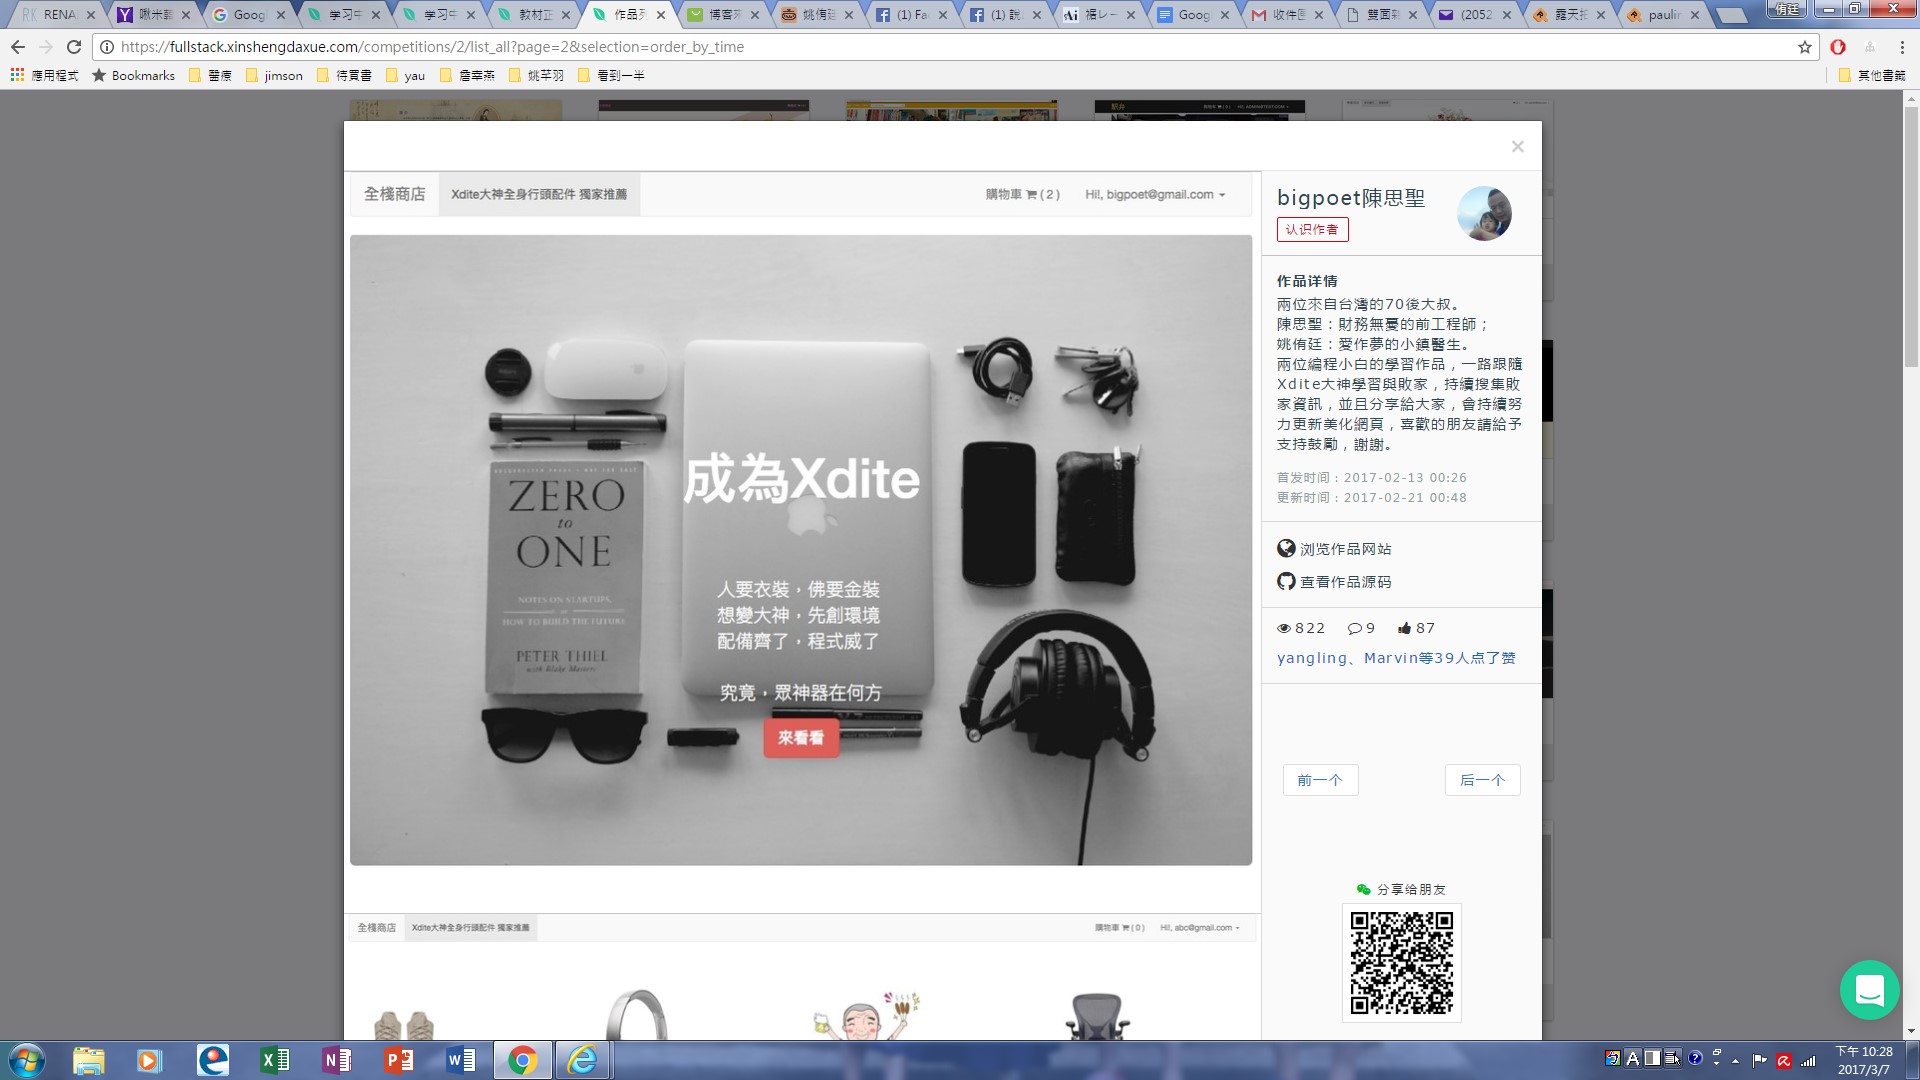 RENA
啾米
Googl
学习中
学习中
教材正
作品列
博客來
姚侑廷
(1) Fa
(1) 說
裾レー
Goog
收件匣
雙面
(2052
露天拍
paulir
侑廷
https://fullstack.xinshengdaxue.com/competitions/2/list_all?page=2&selection=order_by_time
應用程式
Bookmarks
醫療
jimson
待買書
yau
詹宰燕
姚芊羽
看到一半
其他書籤
×
全棧商店
Xdite大神全身行頭配件 獨家推薦
購物車 ( 2 )
Hi!, bigpoet@gmail.com
bigpoet陳思聖
认识作者
作品详情
兩位來自台灣的70後大叔。
陳思聖：財務無憂的前工程師；
姚侑廷：愛作夢的小鎮醫生。
兩位編程小白的學習作品，一路跟隨
Xdite大神學習與敗家，持續搜集敗
家資訊，並且分享給大家，會持續努
力更新美化網頁，喜歡的朋友請給予
支持鼓勵，謝謝。
首发时间：2017-02-13 00:26
更新时间：2017-02-21 00:48
浏览作品网站
查看作品源码
822
9
87
yangling、Marvin等39人点了赞
前一个
后一个
分享给朋友
ZERO
to
ONE
NOTES ON STARTUPS,
OR
HOW TO BUILD THE FUTURE
PETER THIEL
with Blake Masters
成為Xdite
人要衣裝，佛要金裝
想變大神，先創環境
配備齊了，程式威了
究竟，眾神器在何方
來看看
全棧商店
Xdite大神全身行頭配件 獨家推薦
購物車 ( 0 )
Hi!, abc@gmail.com
下午 10:28
2017/3/7